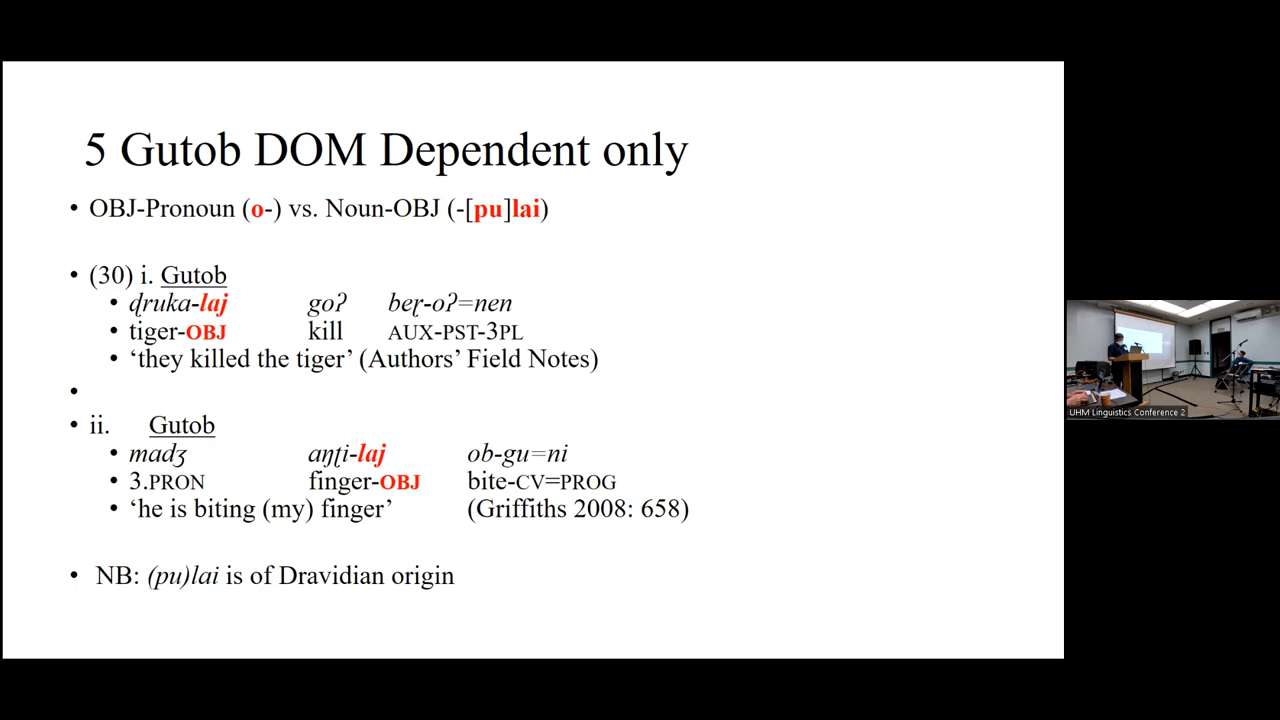 5 Gutob DOM Dependent only
• OBJ-Pronoun (o-) vs. Noun-OBJ (-[pu]lai)
• (30) i. Gutob
• ɖruka-laj goʔ beɽ-oʔ=nen
• tiger-OBJ kill AUX-PST-3PL
• ‘they killed the tiger’ (Authors’ Field Notes)
•
• ii. Gutob
• madʒ aŋʈi-laj ob-gu=ni
• 3.PRON finger-OBJ bite-CV=PROG
• ‘he is biting (my) finger’ (Griffiths 2008: 658)
• NB: (pu)lai is of Dravidian origin
UHM Linguistics Conference 2